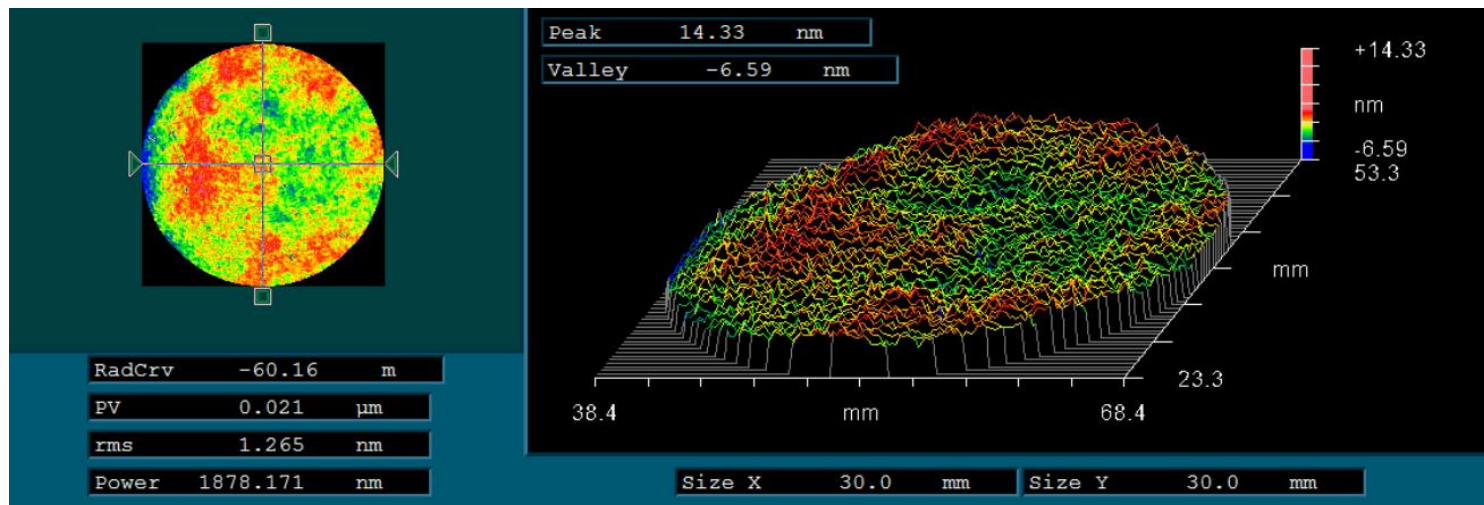 Peak 14.33 nm
Valley -6.59 nm
+14.33
nm
-6.59
53.3
mm
23.3
38.4 mm 68.4
RadCrv -60.16 m
PV 0.021 µm
rms 1.265 nm
Power 1878.171 nm
Size X 30.0 mm Size Y 30.0 mm